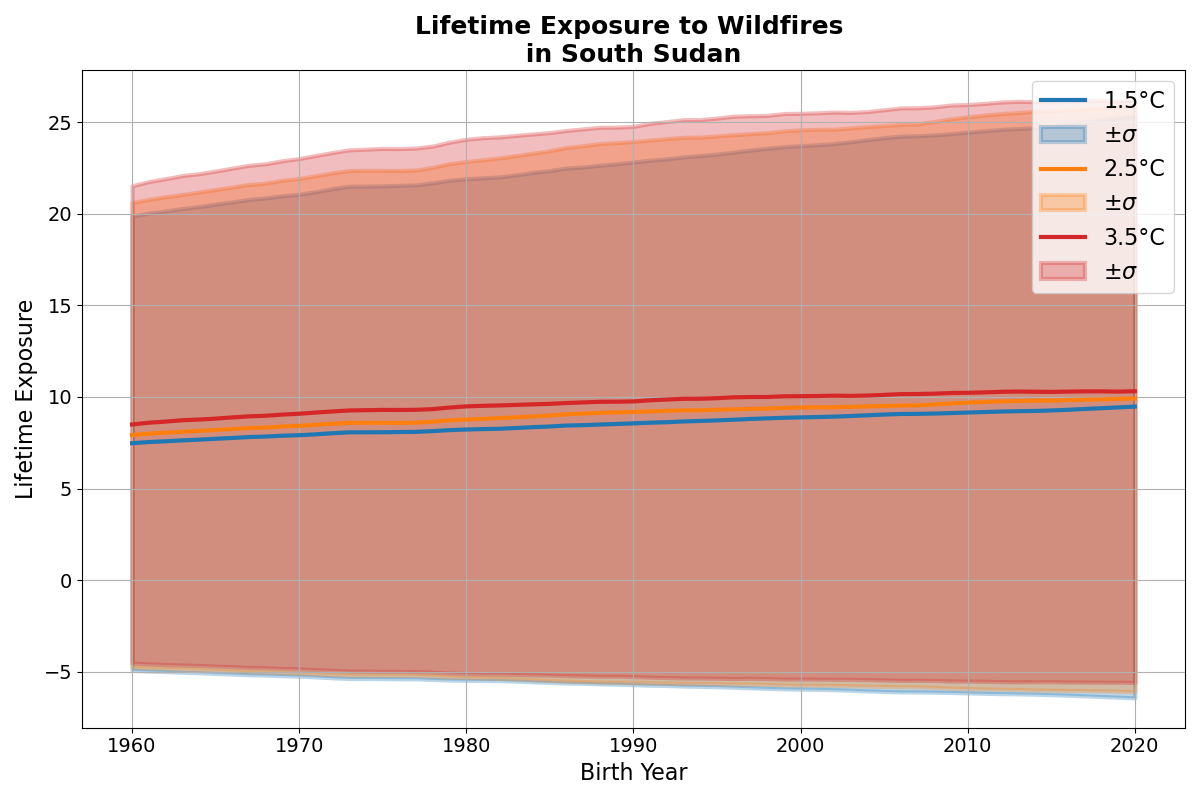 Lifetime Exposure to Wildfires
in South Sudan
Lifetime Exposure
25
20
15
10
5
0
−5
1960
1970
1980
1990
2000
2010
2020
Birth Year
1.5°C
±σ
2.5°C
±σ
3.5°C
±σ